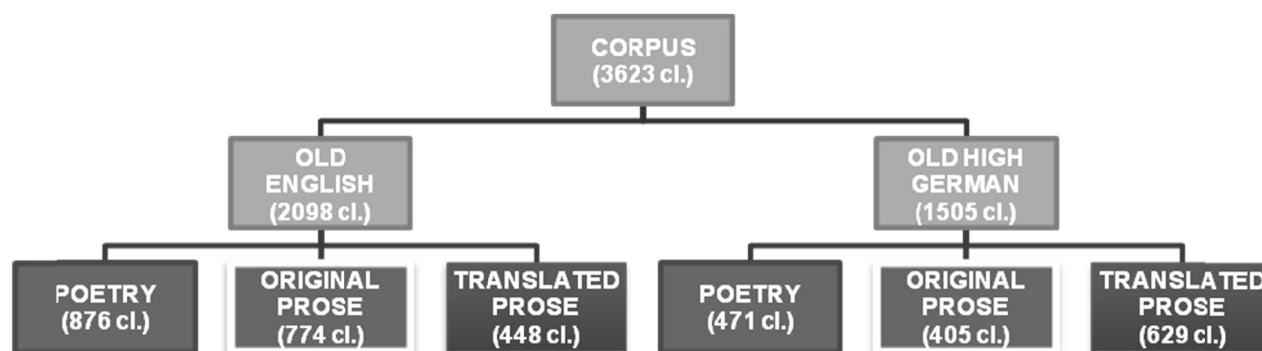 CORPUS
(3623 cl.)
OLD
ENGLISH
(2098 cl.)
OLD HIGH
GERMAN
(1505 cl.)
POETRY
(876 cl.)
ORIGINAL
PROSE
(774 cl.)
TRANSLATED
PROSE
(448 cl.)
POETRY
(471 cl.)
ORIGINAL
PROSE
(405 cl.)
TRANSLATED
PROSE
(629 cl.)